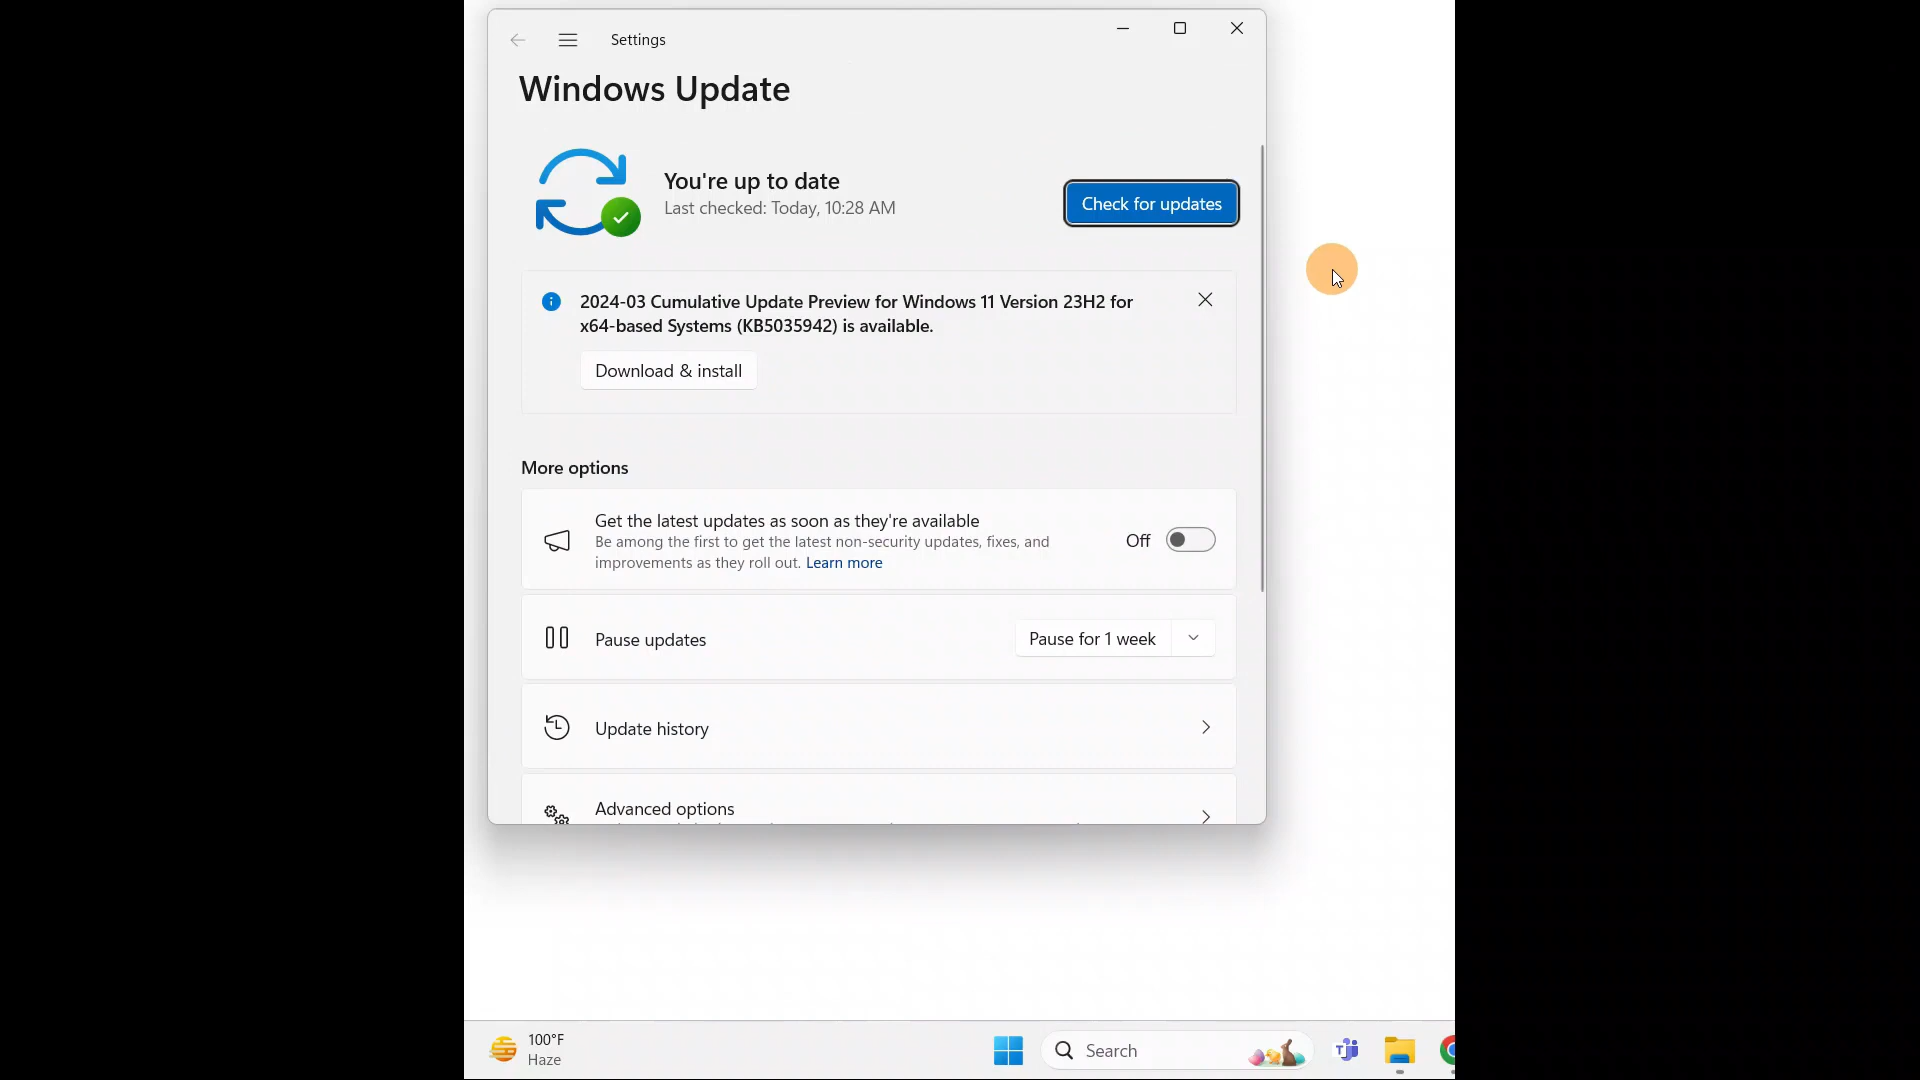 Settings
Windows Update
You're up to date
Last checked: Today, 10:28 AM
Check for updates
2024-03 Cumulative Update Preview for Windows 11 Version 23H2 for
x64-based Systems (KB5035942) is available.
Download & install
More options
Get the latest updates as soon as they're available
Be among the first to get the latest non-security updates, fixes, and
improvements as they roll out. Learn more
Off
Pause updates
Pause for 1 week
Update history
Advanced options
100°F
Haze
Search